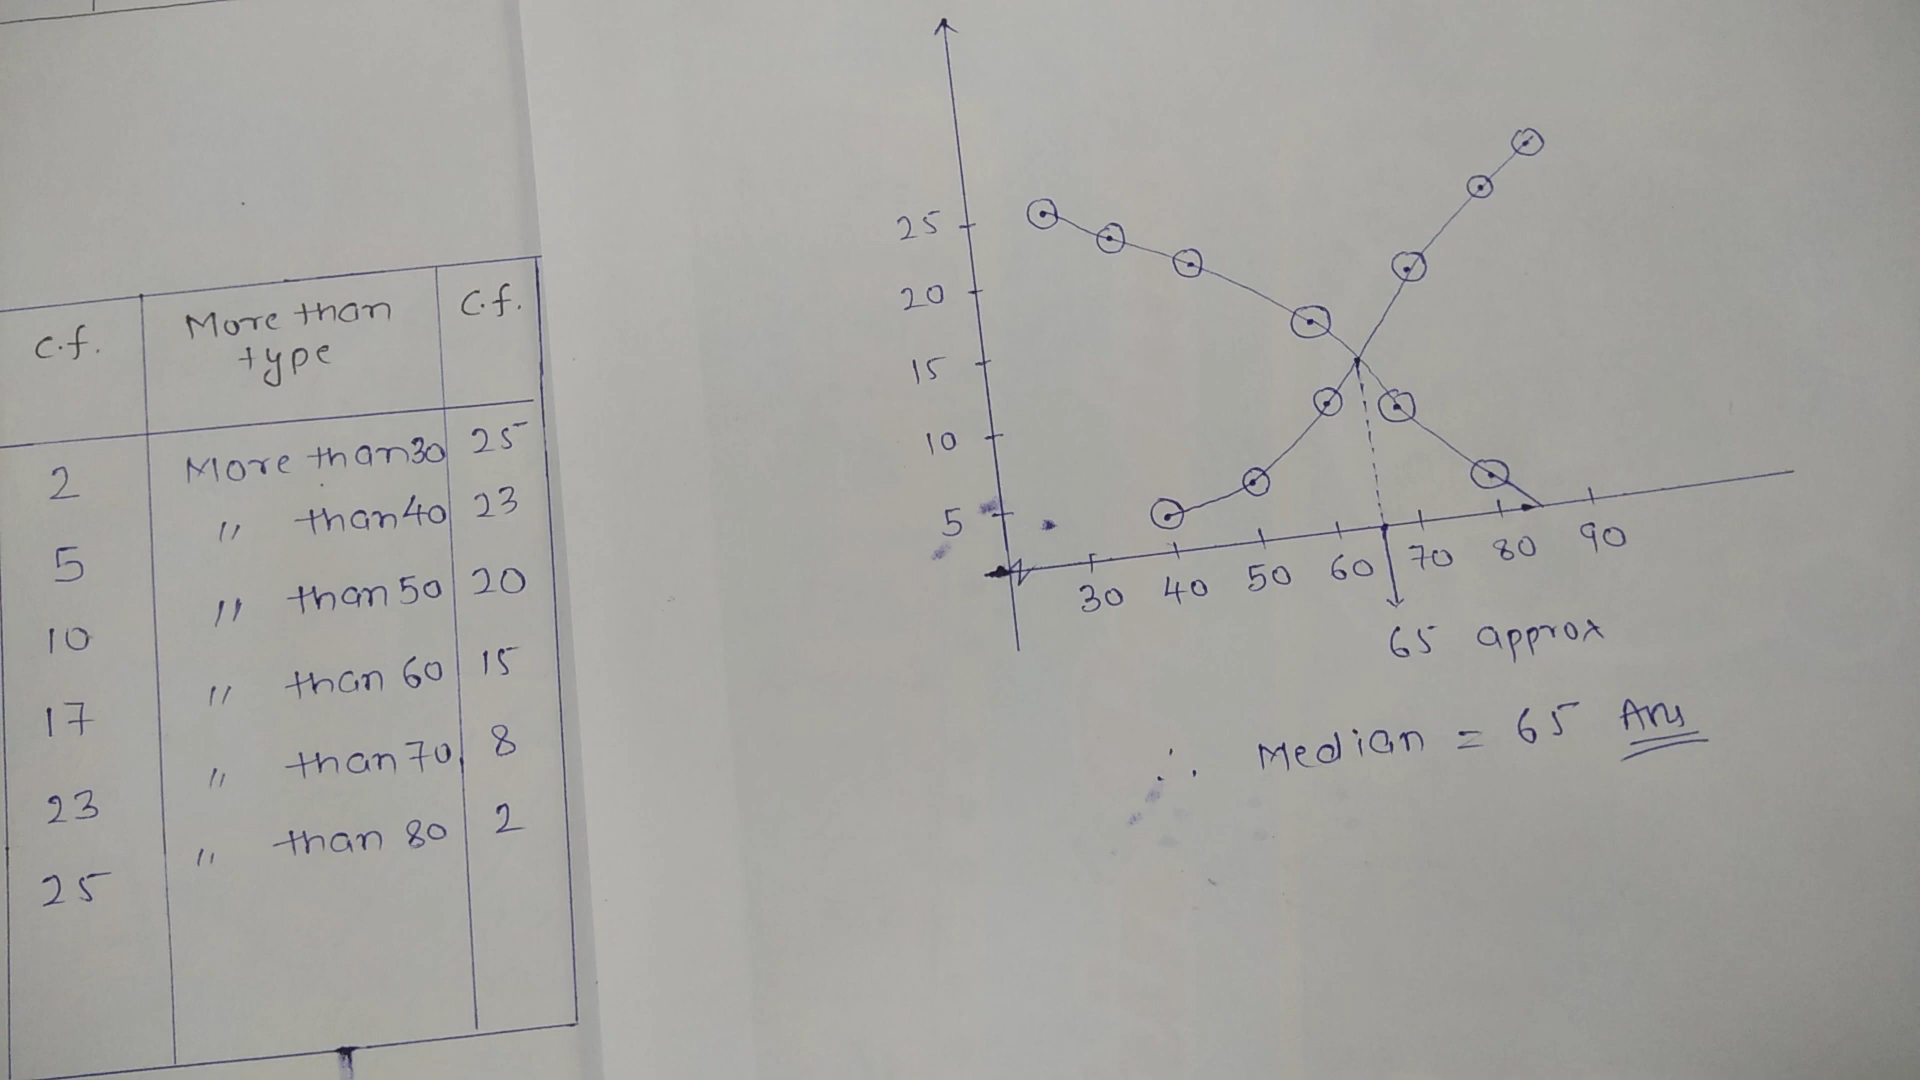 c.f. More than type c.f.
2 More than 30 25
5 " than 40 23
10 " than 50 20
17 " than 60 15
23 " than 70 8
25 " than 80 2
25
20
15
10
5
30 40 50 60 70 80 90
65 approx
∴ Median = 65 Ans